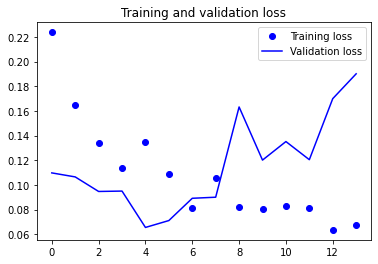 Training and validation loss
Training loss
Validation loss
0.22
0.20
0.18
0.16
0.14
0.12
0.10
0.08
0.06
0 2 4 6 8 10 12